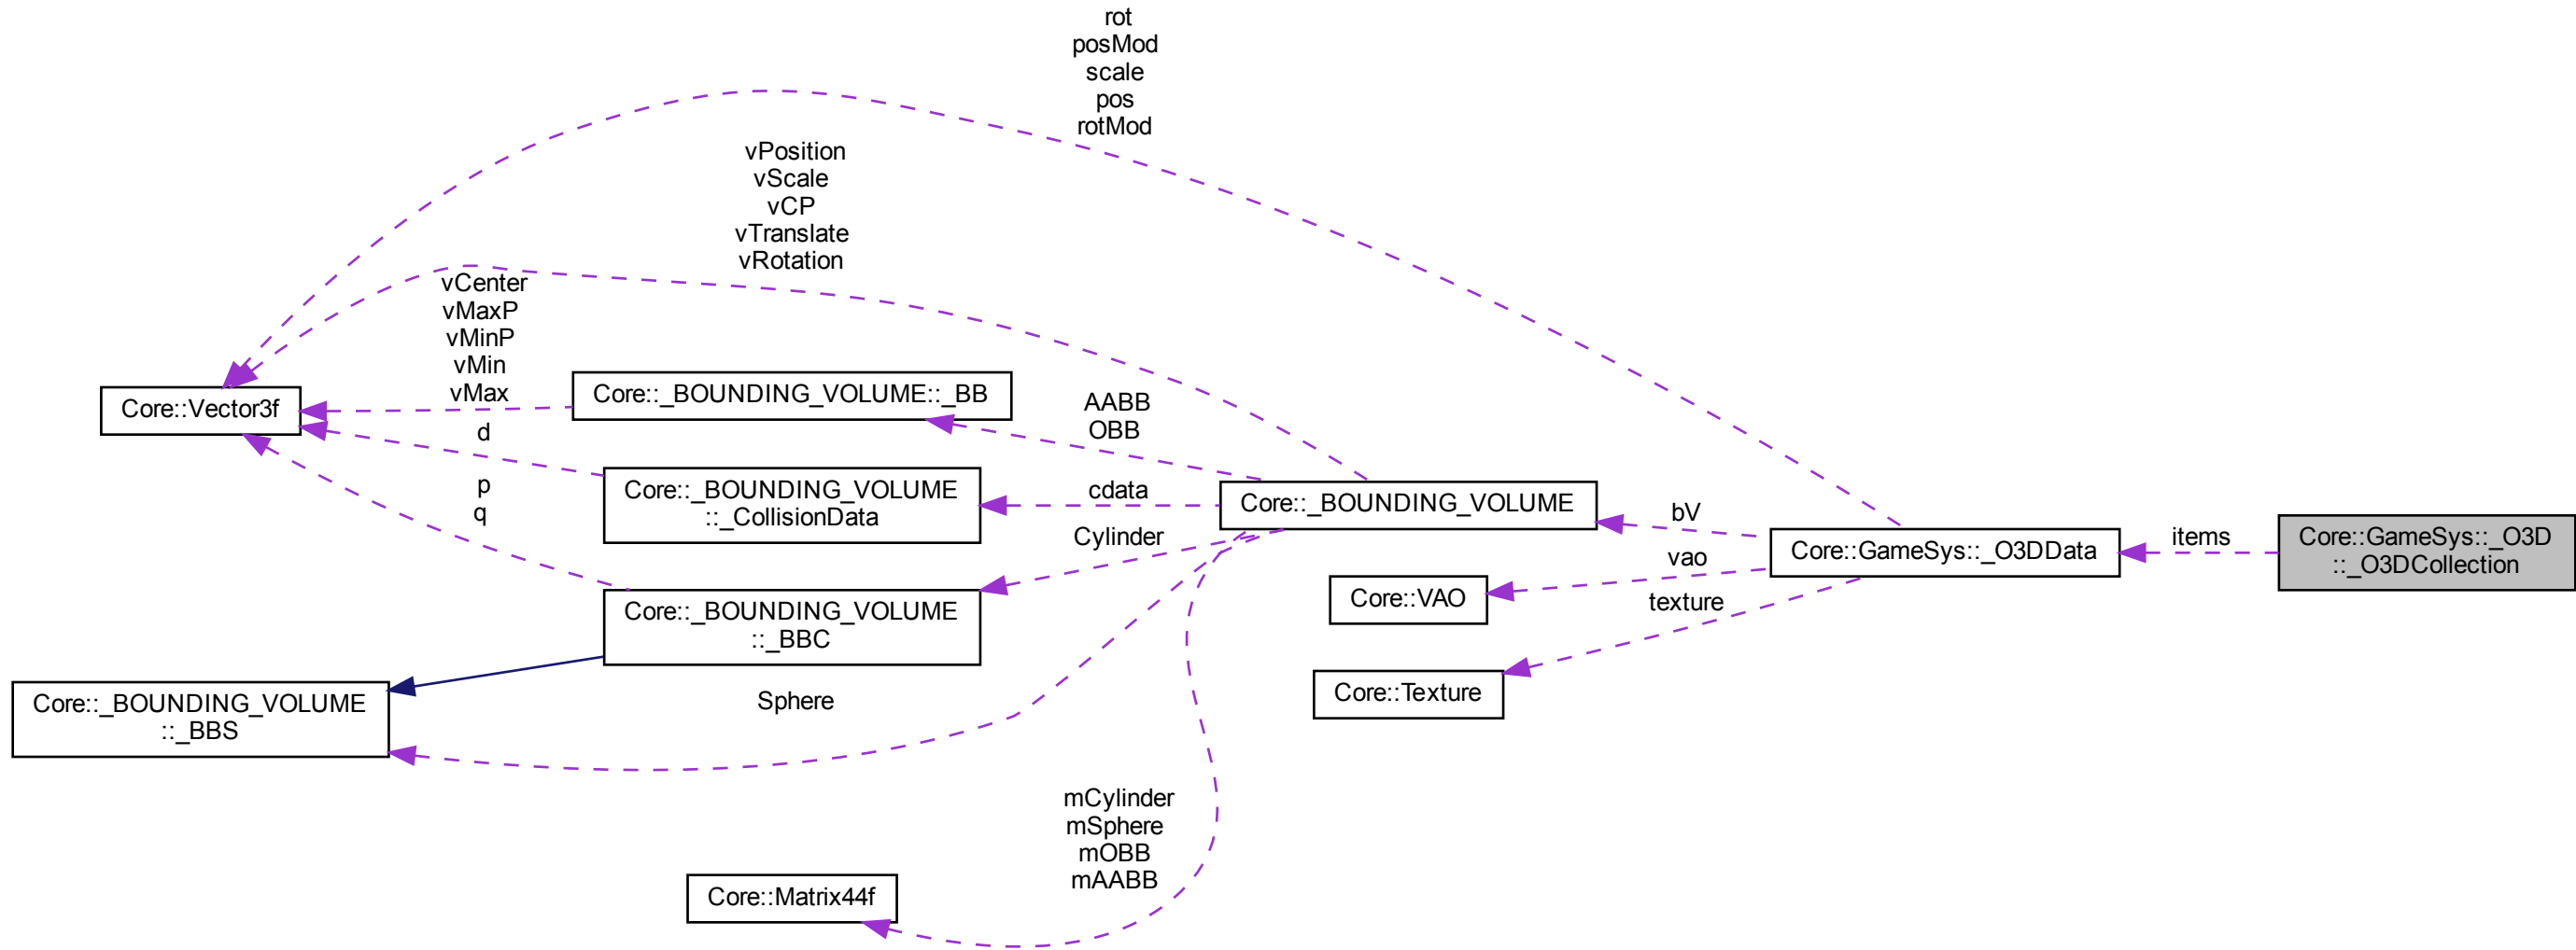 rot
posMod
scale
pos
rotMod
vPosition
vScale
vCP
vTranslate
vRotation
vCenter
vMaxP
vMinP
vMin
vMax
Core::Vector3f
Core::_BOUNDING_VOLUME::_BB
AABB
OBB
d
Core::_BOUNDING_VOLUME
::_CollisionData
cdata
Core::_BOUNDING_VOLUME
p
q
Cylinder
bV
Core::GameSys::_O3DData
items
Core::GameSys::_O3D
::_O3DCollection
vao
Core::VAO
texture
Core::Texture
Core::_BOUNDING_VOLUME
::_BBC
Core::_BOUNDING_VOLUME
::_BBS
Sphere
mCylinder
mSphere
mOBB
mAABB
Core::Matrix44f